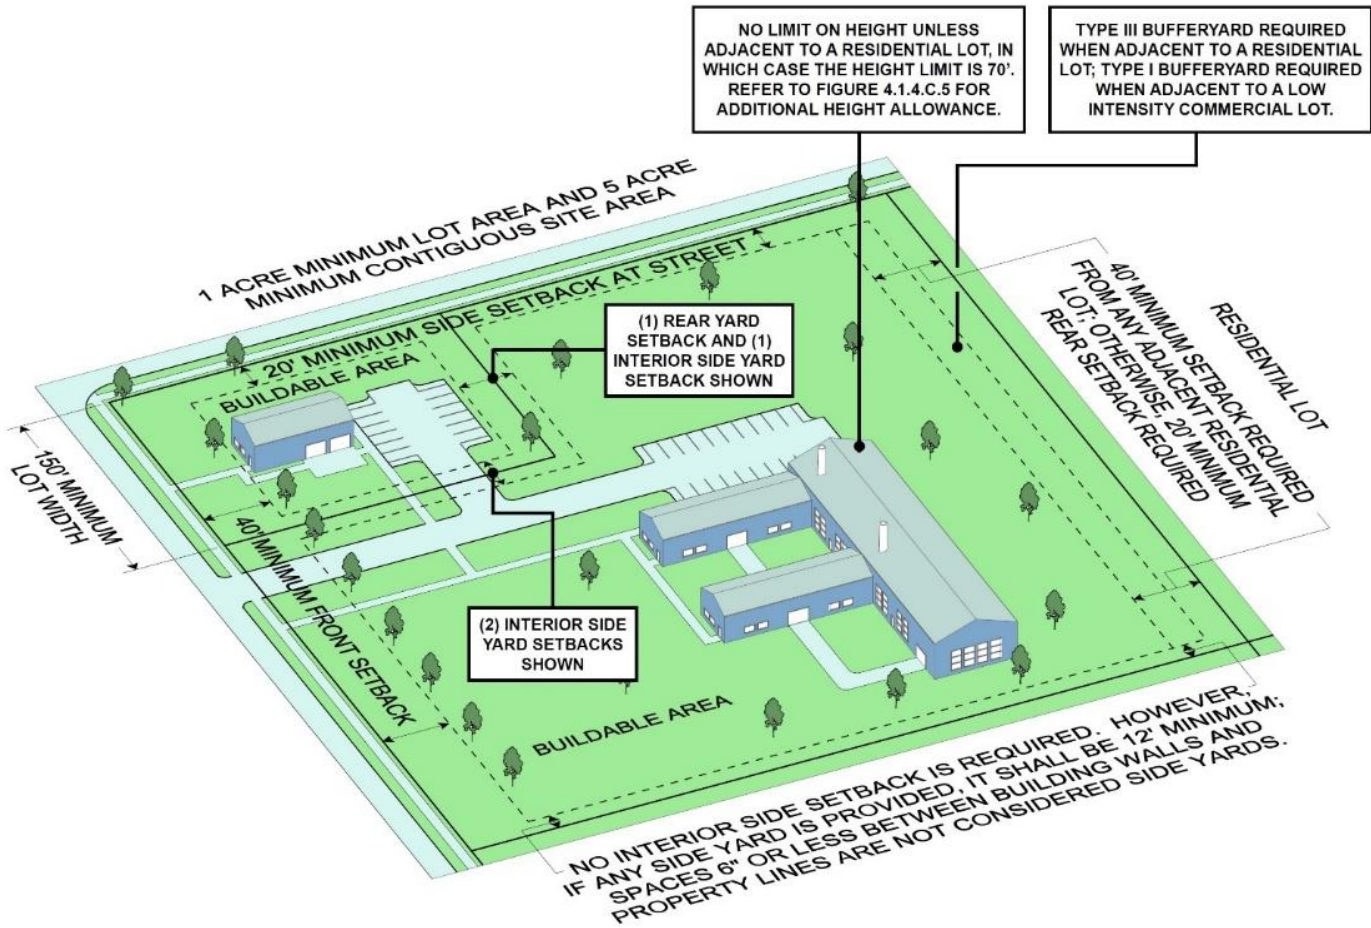 NO LIMIT ON HEIGHT UNLESS
ADJACENT TO A RESIDENTIAL LOT, IN
WHICH CASE THE HEIGHT LIMIT IS 70'.
REFER TO FIGURE 4.1.4.C.5 FOR
ADDITIONAL HEIGHT ALLOWANCE.
TYPE III BUFFERYARD REQUIRED
WHEN ADJACENT TO A RESIDENTIAL
LOT; TYPE I BUFFERYARD REQUIRED
WHEN ADJACENT TO A LOW
INTENSITY COMMERCIAL LOT.
1 ACRE MINIMUM LOT AREA AND 5 ACRE
MINIMUM CONTIGUOUS SITE AREA
20' MINIMUM SIDE SETBACK AT STREET
BUILDABLE AREA
(1) REAR YARD
SETBACK AND (1)
INTERIOR SIDE YARD
SETBACK SHOWN
RESIDENTIAL LOT
40' MINIMUM SETBACK REQUIRED
FROM ANY ADJACENT RESIDENTIAL
LOT; OTHERWISE, 20' MINIMUM
REAR SETBACK REQUIRED
150' MINIMUM
LOT WIDTH
40' MINIMUM FRONT SETBACK
(2) INTERIOR SIDE
YARD SETBACKS
SHOWN
BUILDABLE AREA
NO INTERIOR SIDE SETBACK IS REQUIRED. HOWEVER,
IF ANY SIDE YARD IS PROVIDED, IT SHALL BE 12' MINIMUM;
SPACES 6" OR LESS BETWEEN BUILDING WALLS AND
PROPERTY LINES ARE NOT CONSIDERED SIDE YARDS.